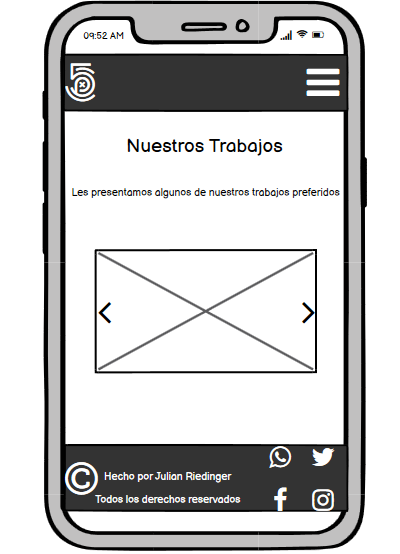 09:52 AM
5
Nuestros Trabajos
Les presentamos algunos de nuestros trabajos preferidos
© Hecho por Julian Riedinger
Todos los derechos reservados